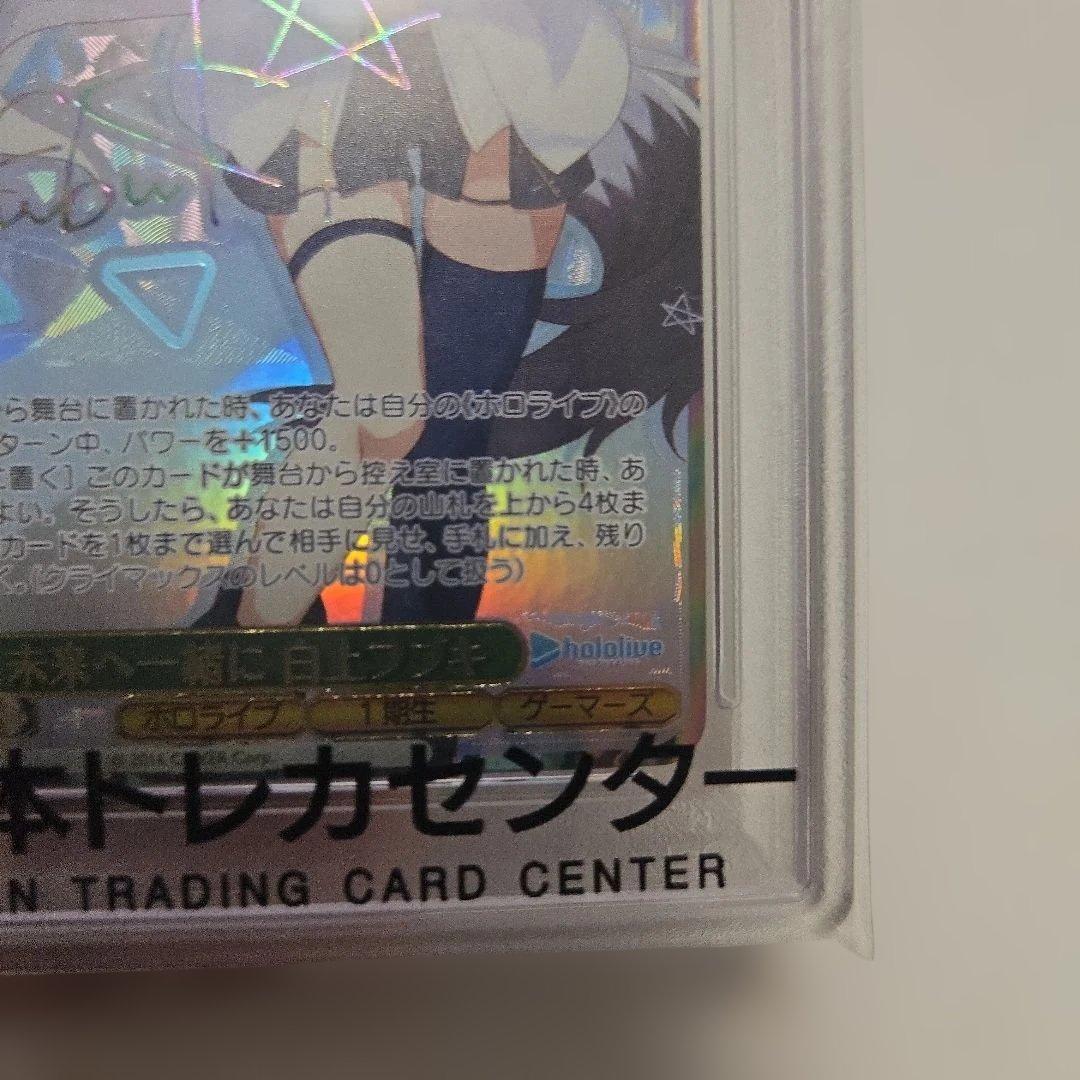 ら舞台に置かれた時、あなたは自分の《ホロライブ》の
ターン中、パワーを＋1500。
に置く］このカードが舞台から控え室に置かれた時、あ
よい。そうしたら、あなたは自分の山札を上から4枚ま
カードを1枚まで選んで相手に見せ、手札に加え、残り
く。（クライマックスのレベルは0として扱う）
未来へ一緒に 白上フブキ
hololive
ホロライブ 1期生 ゲーマーズ
本トレカセンター
N TRADING CARD CENTER